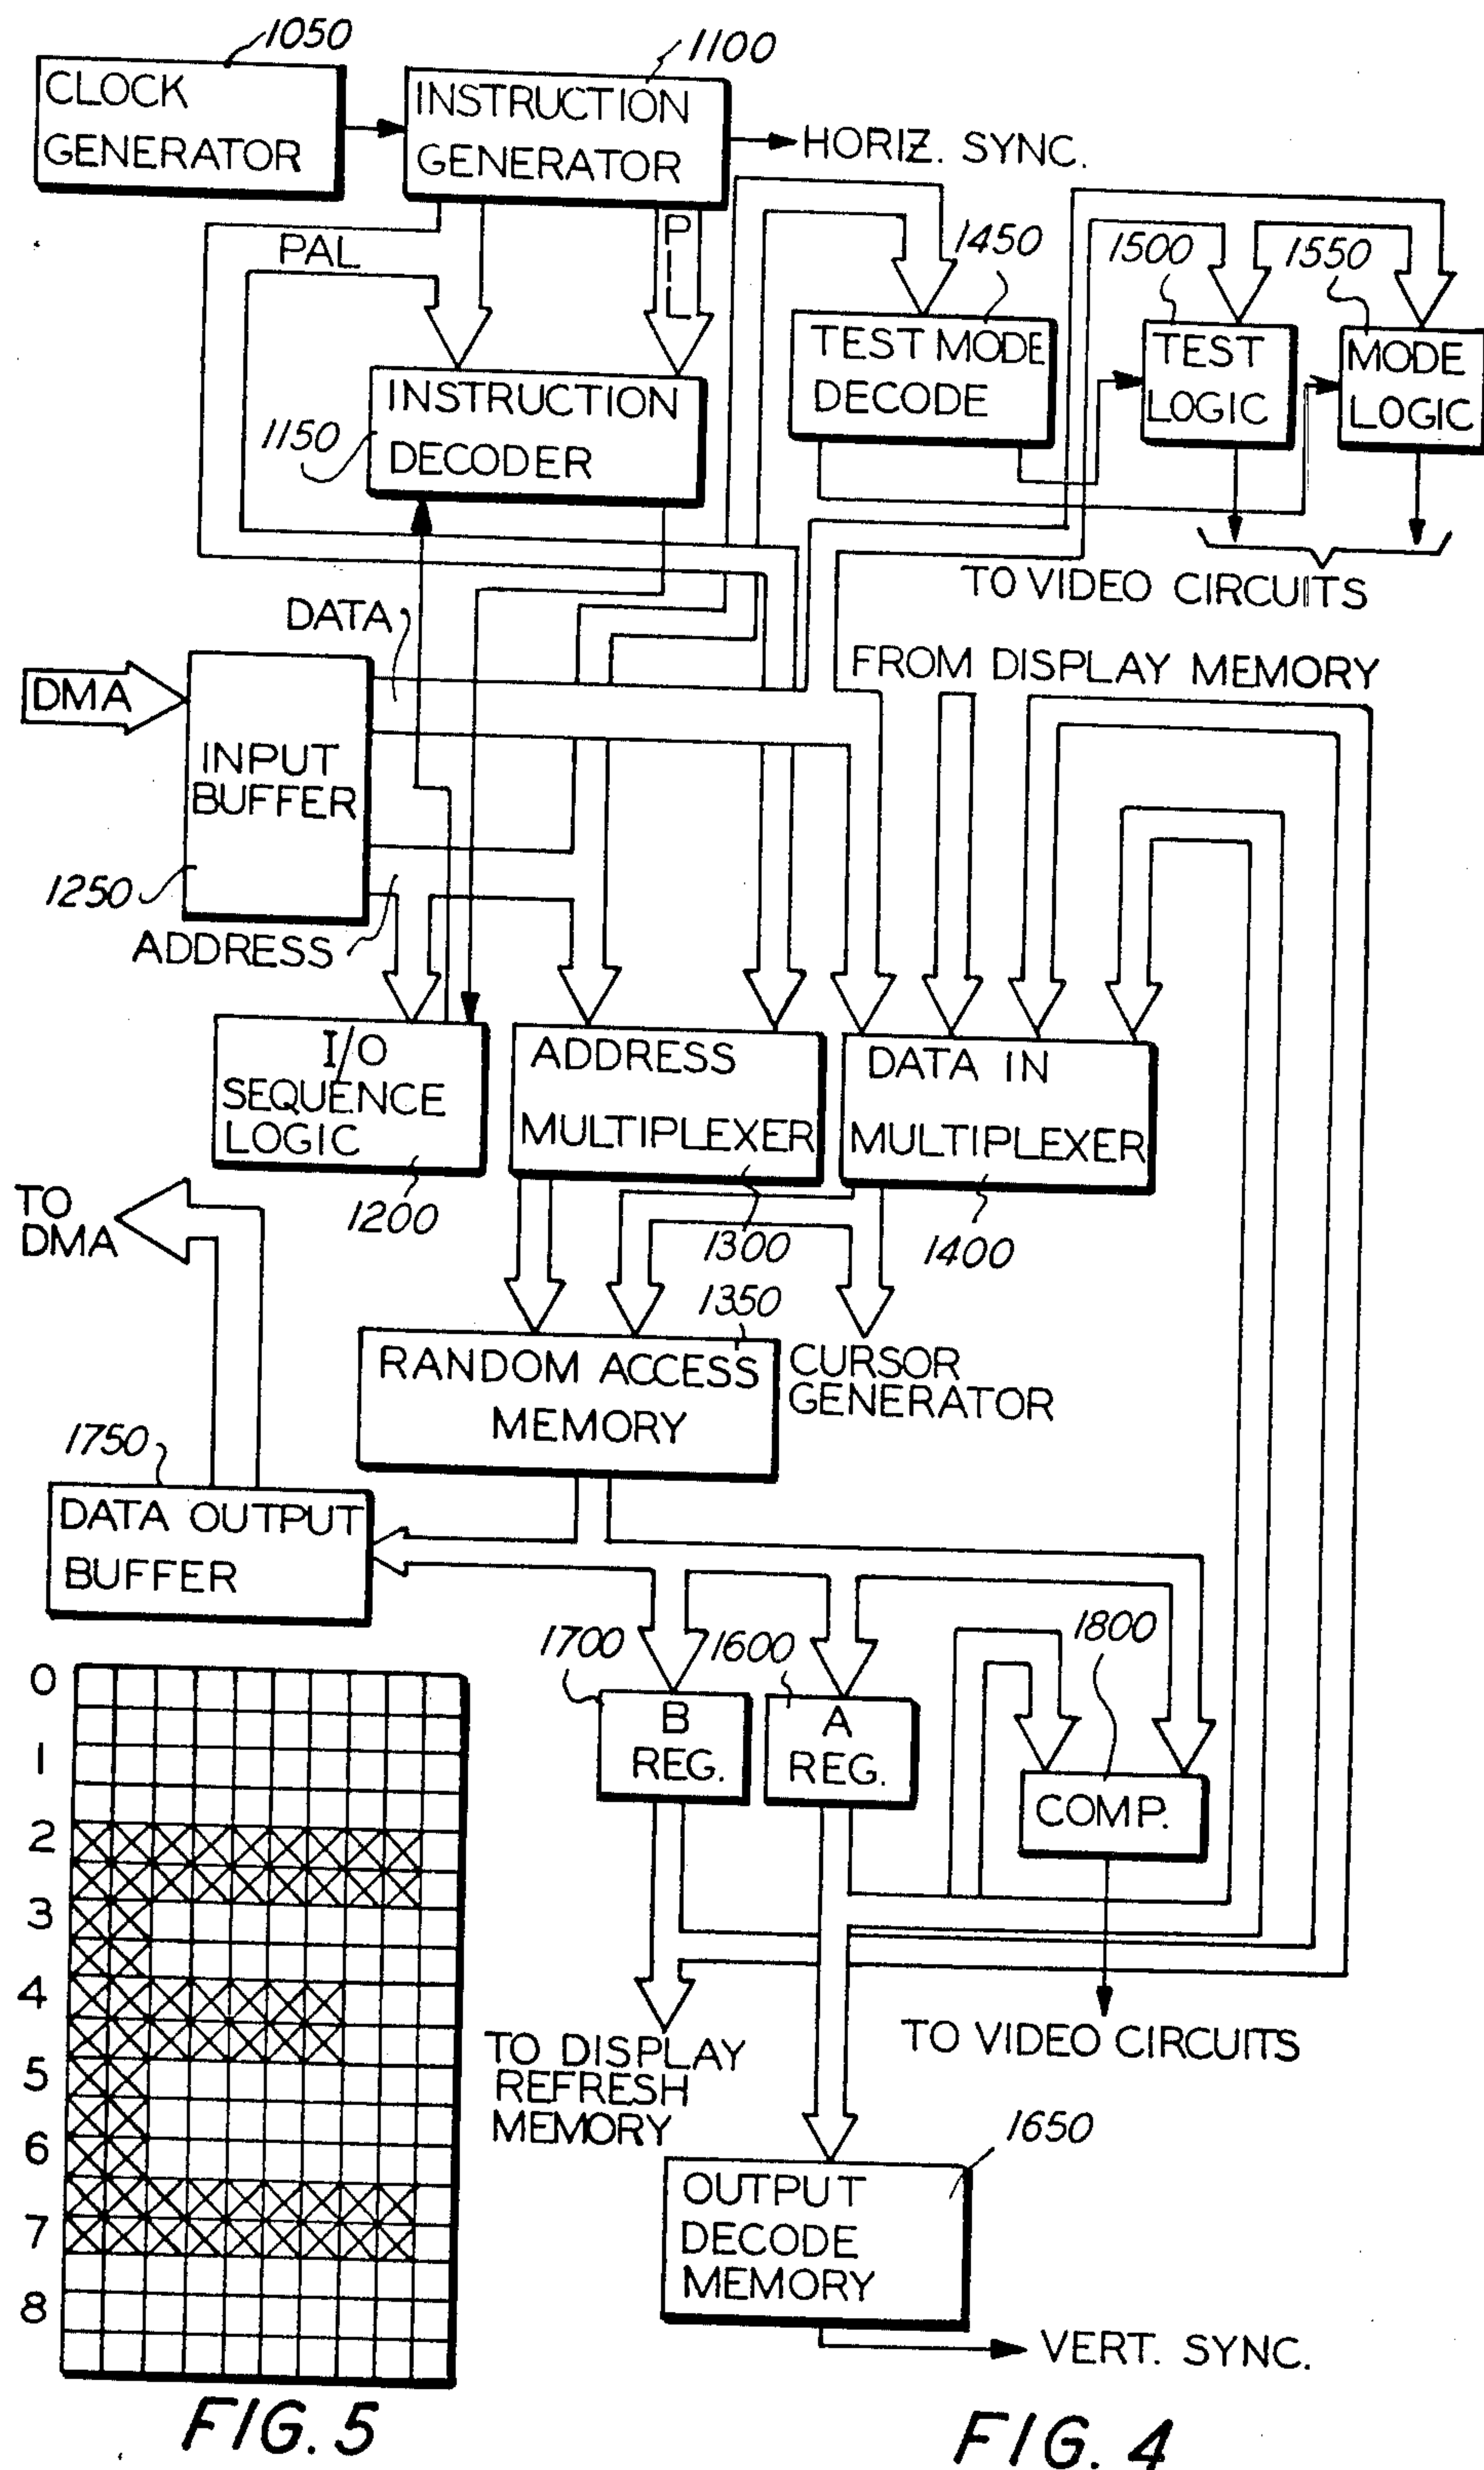 1050
1100
CLOCK
GENERATOR
INSTRUCTION
GENERATOR
HORIZ. SYNC.
PAL
PIL
1450
1500
1550
TEST MODE
DECODE
TEST
LOGIC
MODE
LOGIC
INSTRUCTION
DECODER
1150
TO VIDEO CIRCUITS
DATA
FROM DISPLAY MEMORY
DMA
INPUT
BUFFER
1250
ADDRESS
I/O
SEQUENCE
LOGIC
ADDRESS
MULTIPLEXER
DATA IN
MULTIPLEXER
TO
DMA
1200
1300
1400
1350
RANDOM ACCESS
MEMORY
CURSOR
GENERATOR
1750
DATA OUTPUT
BUFFER
1700
1600
1800
B
REG.
A
REG.
COMP.
0
1
2
3
4
5
6
7
8
TO DISPLAY
REFRESH
MEMORY
TO VIDEO CIRCUITS
1650
OUTPUT
DECODE
MEMORY
VERT. SYNC.
FIG. 5
FIG. 4